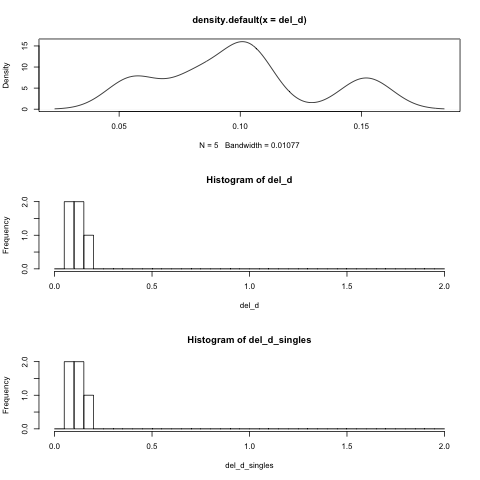 density.default(x = del_d)
Density
0 5 10 15
0.05 0.10 0.15
N = 5 Bandwidth = 0.01077
Histogram of del_d
Frequency
0.0 1.0 2.0
0.0 0.5 1.0 1.5 2.0
del_d
Histogram of del_d_singles
Frequency
0.0 1.0 2.0
0.0 0.5 1.0 1.5 2.0
del_d_singles